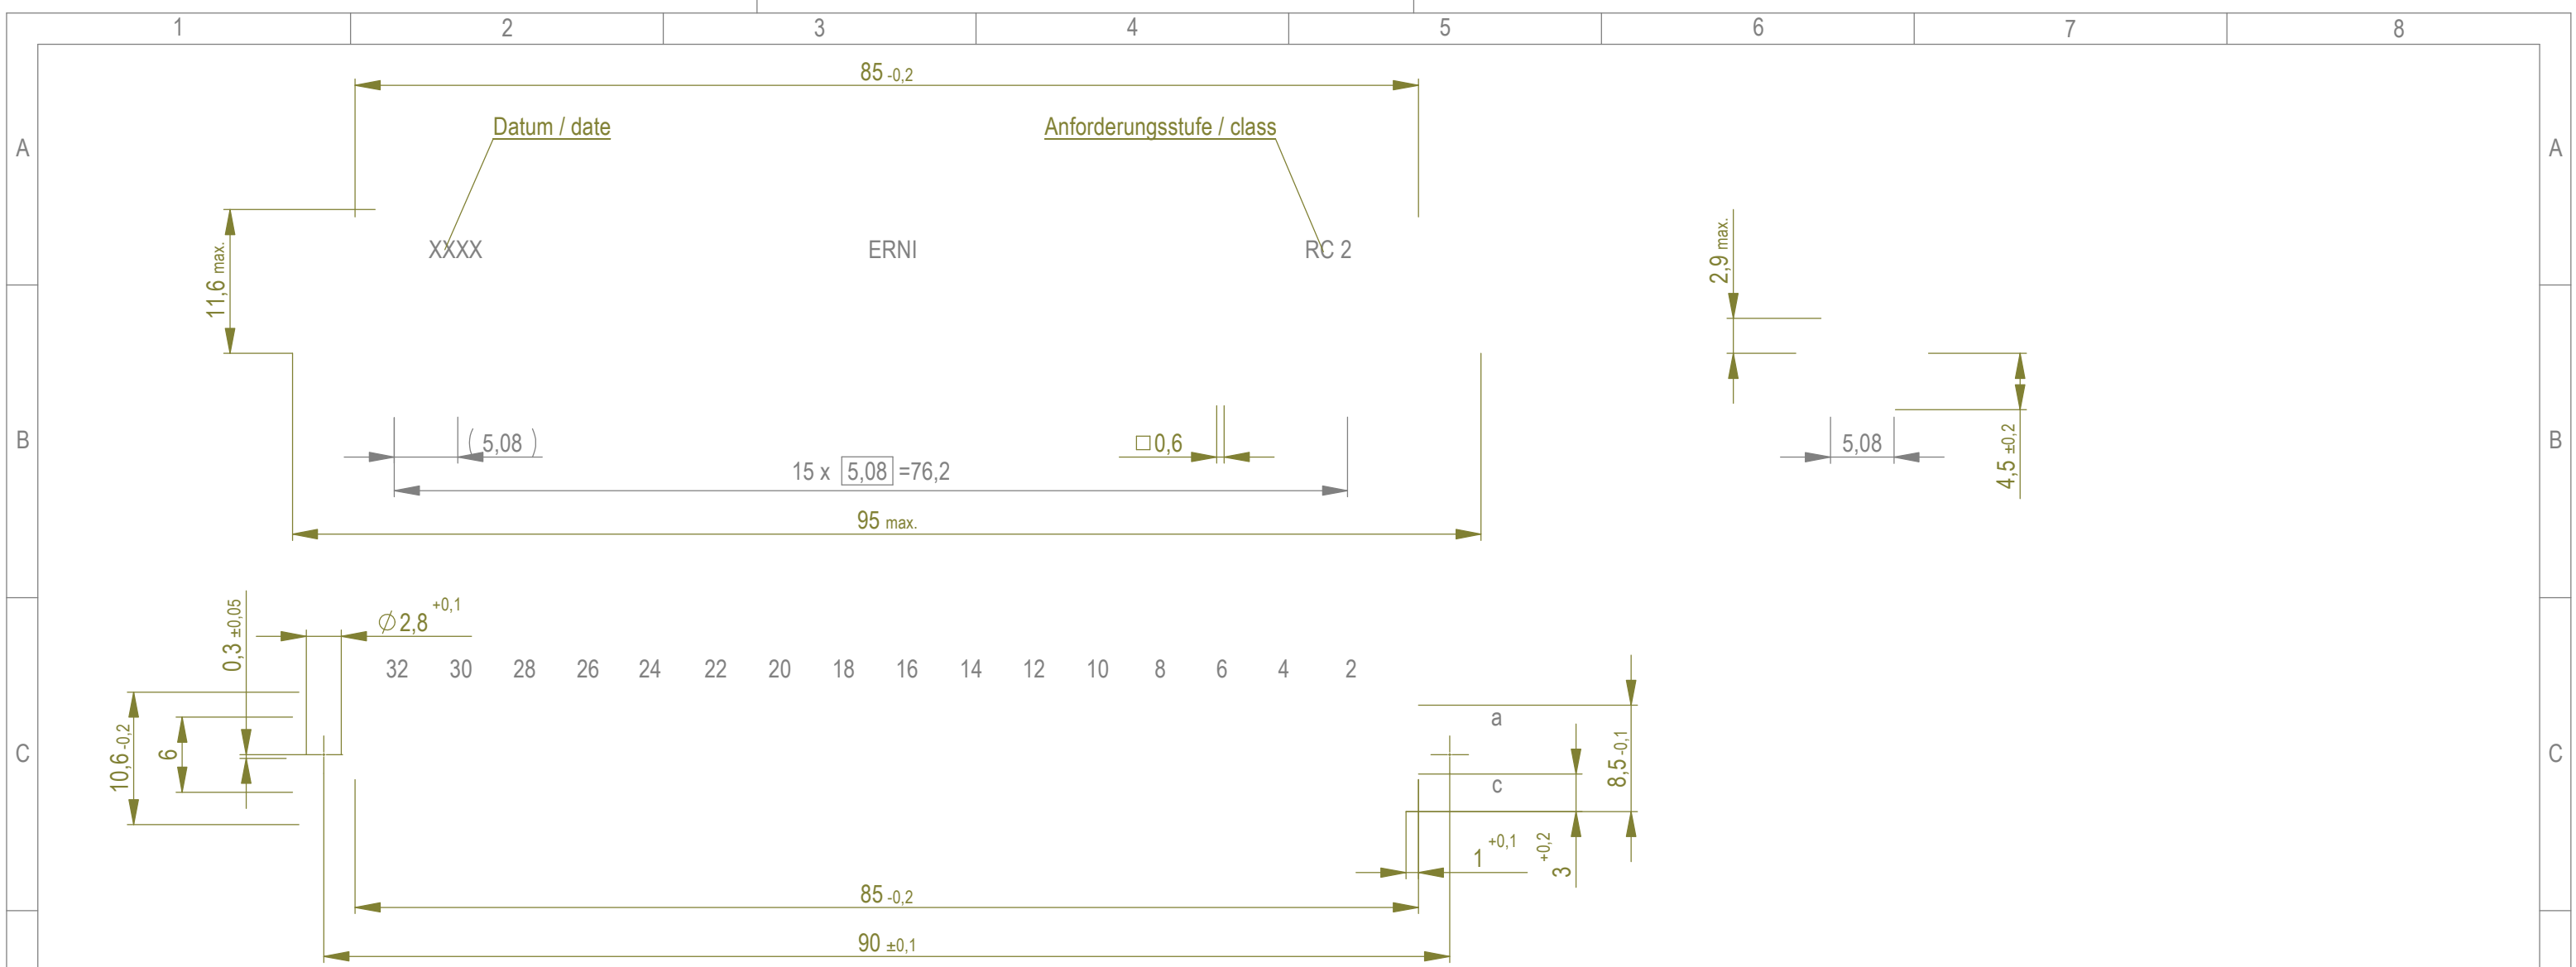 1 2 3 4 5 6 7 8
85 -0,2
Datum / date Anforderungsstufe / class
A A
XXXX ERNI RC 2
11,6 max. 2,9 max.
B B
( 5,08 ) □0,6 5,08 4,5 ±0,2
15 x 5,08 =76,2
95 max.
0,3 ±0,05 ∅2,8 +0,1
32 30 28 26 24 22 20 18 16 14 12 10 8 6 4 2
a
C 10,6 -0,2 6 8,5 -0,1 C
c
1 +0,1 3 +0,2
85 -0,2
90 ±0,1